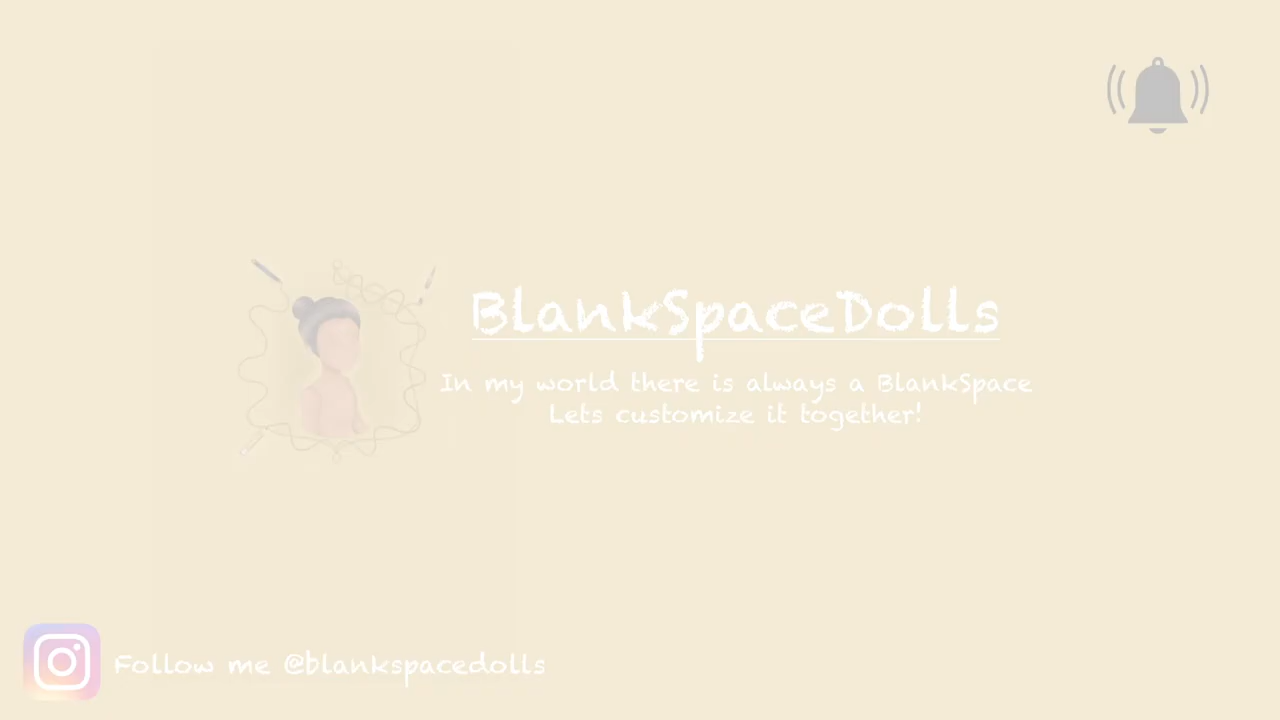 BlankSpaceDolls
In my world there is always a BlankSpace
Lets customize it together!
Follow me @blankspacedolls